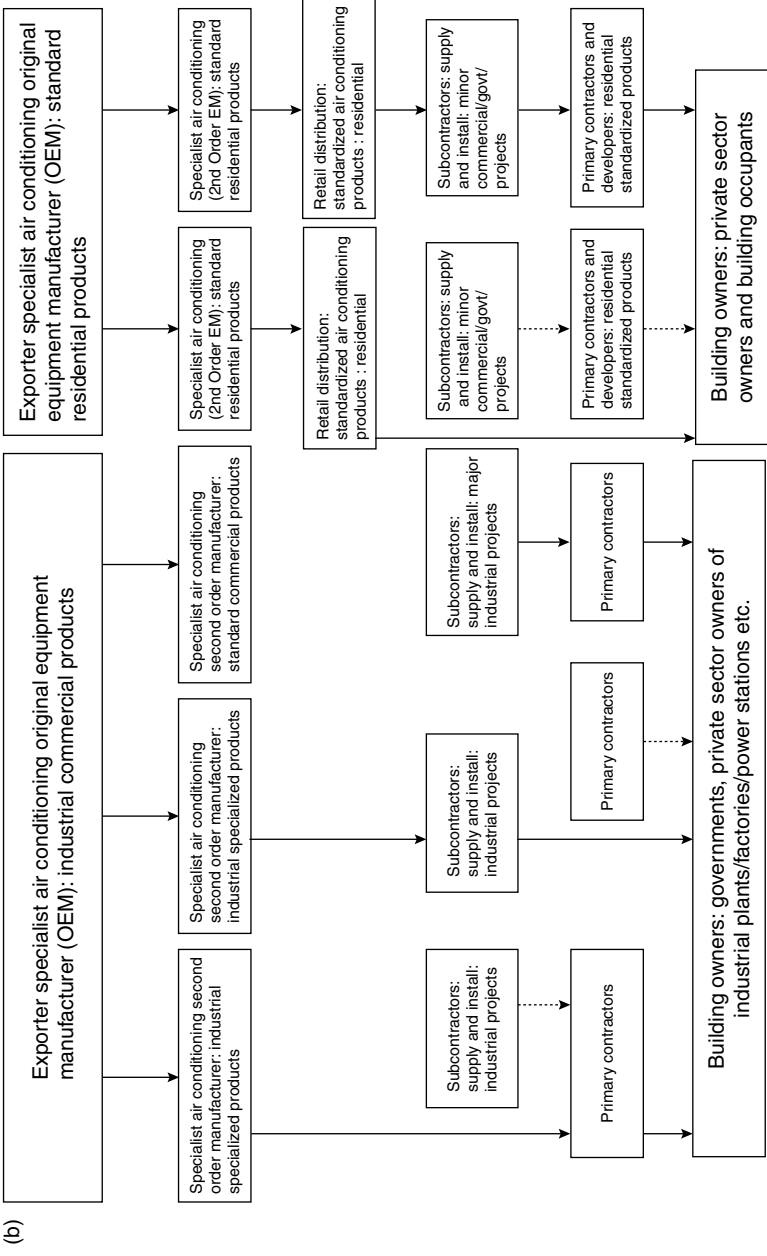 (b)
Exporter specialist air conditioning original equipment
manufacturer (OEM): industrial commercial products
Exporter specialist air conditioning original
equipment manufacturer (OEM): standard
residential products
Specialist air conditioning second
order manufacturer: industrial
specialized products
Specialist air conditioning
second order manufacturer:
industrial specialized products
Specialist air conditioning
second order manufacturer:
standard commercial products
Specialist air conditioning
(2nd Order EM): standard
residential products
Specialist air conditioning
(2nd Order EM): standard
residential products
Retail distribution:
standardized air conditioning
products : residential
Retail distribution:
standardized air conditioning
products : residential
Subcontractors:
supply and install:
industrial projects
Subcontractors:
supply and install:
industrial projects
Subcontractors:
supply and install: major
industrial projects
Subcontractors: supply
and install: minor
commercial/govt/
projects
Subcontractors: supply
and install: minor
commercial/govt/
projects
Primary contractors
Primary contractors
Primary contractors
Primary contractors and
developers: residential
standardized products
Primary contractors and
developers: residential
standardized products
Building owners: governments, private sector owners of
industrial plants/factories/power stations etc.
Building owners: private sector
owners and building occupants